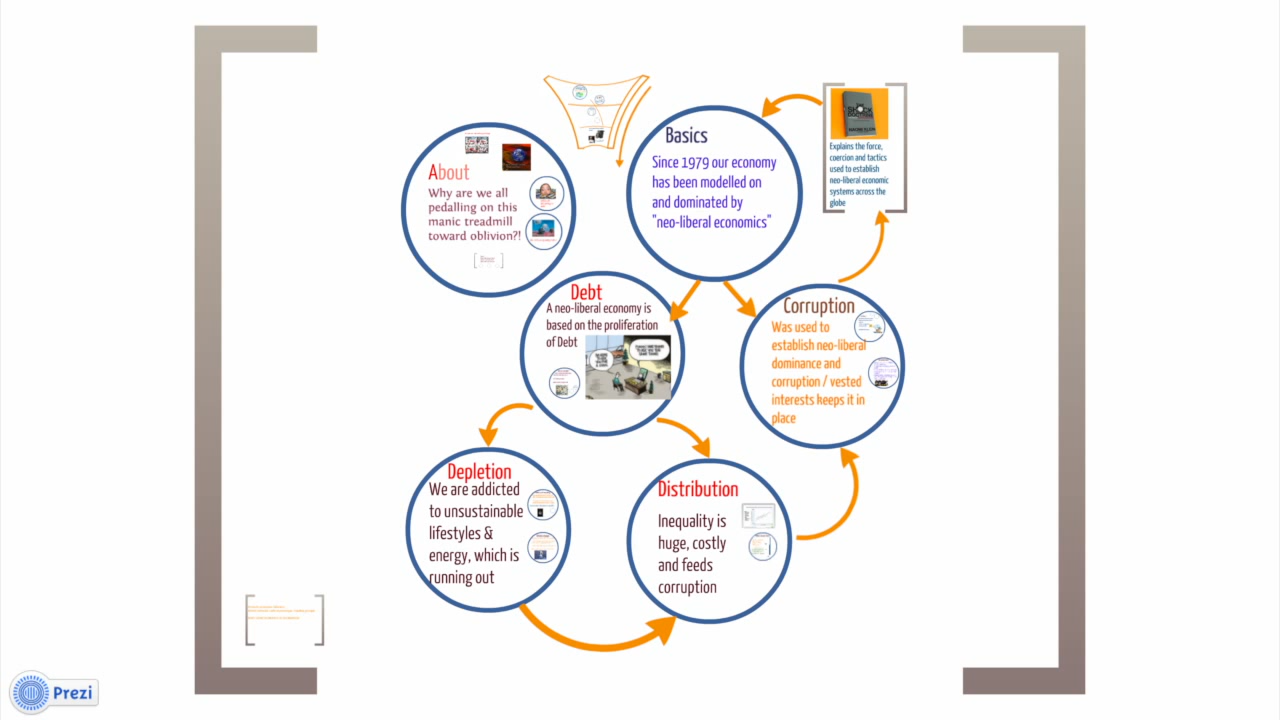 About
Why are we all
pedalling on this
manic treadmill
toward oblivion?!
Basics
Since 1979 our economy
has been modelled on
and dominated by
"neo-liberal economics"
Explains the force,
coercion and tactics
used to establish
neo-liberal economic
systems across the
globe
Debt
A neo-liberal economy is
based on the proliferation
of Debt
Corruption
Was used to
establish neo-liberal
dominance and
corruption / vested
interests keeps it in
place
Depletion
We are addicted
to unsustainable
lifestyles &
energy, which is
running out
Distribution
Inequality is
huge, costly
and feeds
corruption
Prezi